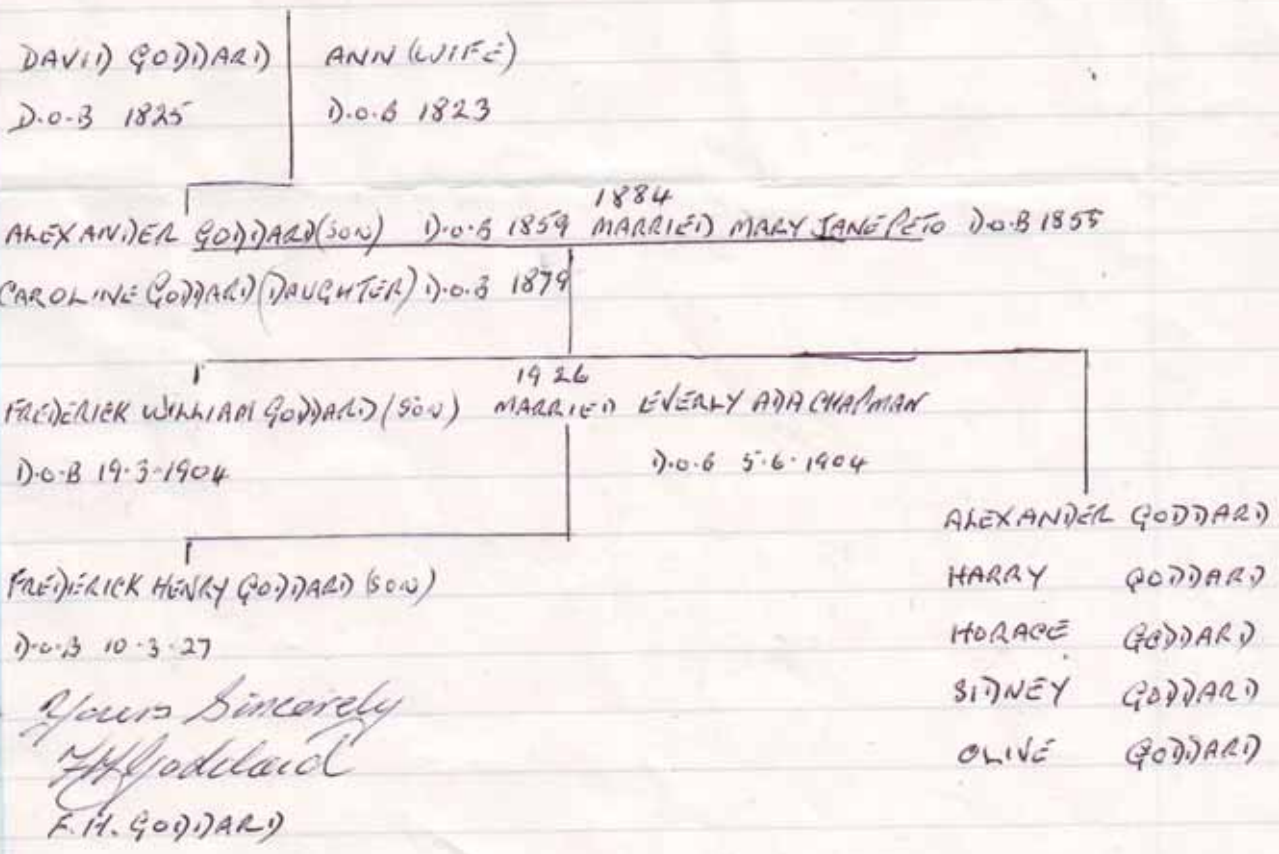 DAVID GODDARD ANN (WIFE)
D.O.B 1825 D.O.B 1823
1884
ALEXANDER GODDARD (SON) D.O.B 1859 MARRIED MARY JANE PETO D.O.B 1855
CAROLINE GODDARD (DAUGHTER) D.O.B 1879
1926
FREDERICK WILLIAM GODDARD (SON) MARRIED EVERLY ADA CHAPMAN
D.O.B 19.3.1904 D.O.B 5.6.1904
ALEXANDER GODDARD
FREDERICK HENRY GODDARD (SON) HARRY GODDARD
D.O.B 10.3.27 HORACE GODDARD
Yours Sincerely SIDNEY GODDARD
FHGoddard OLIVE GODDARD
F.H. GODDARD